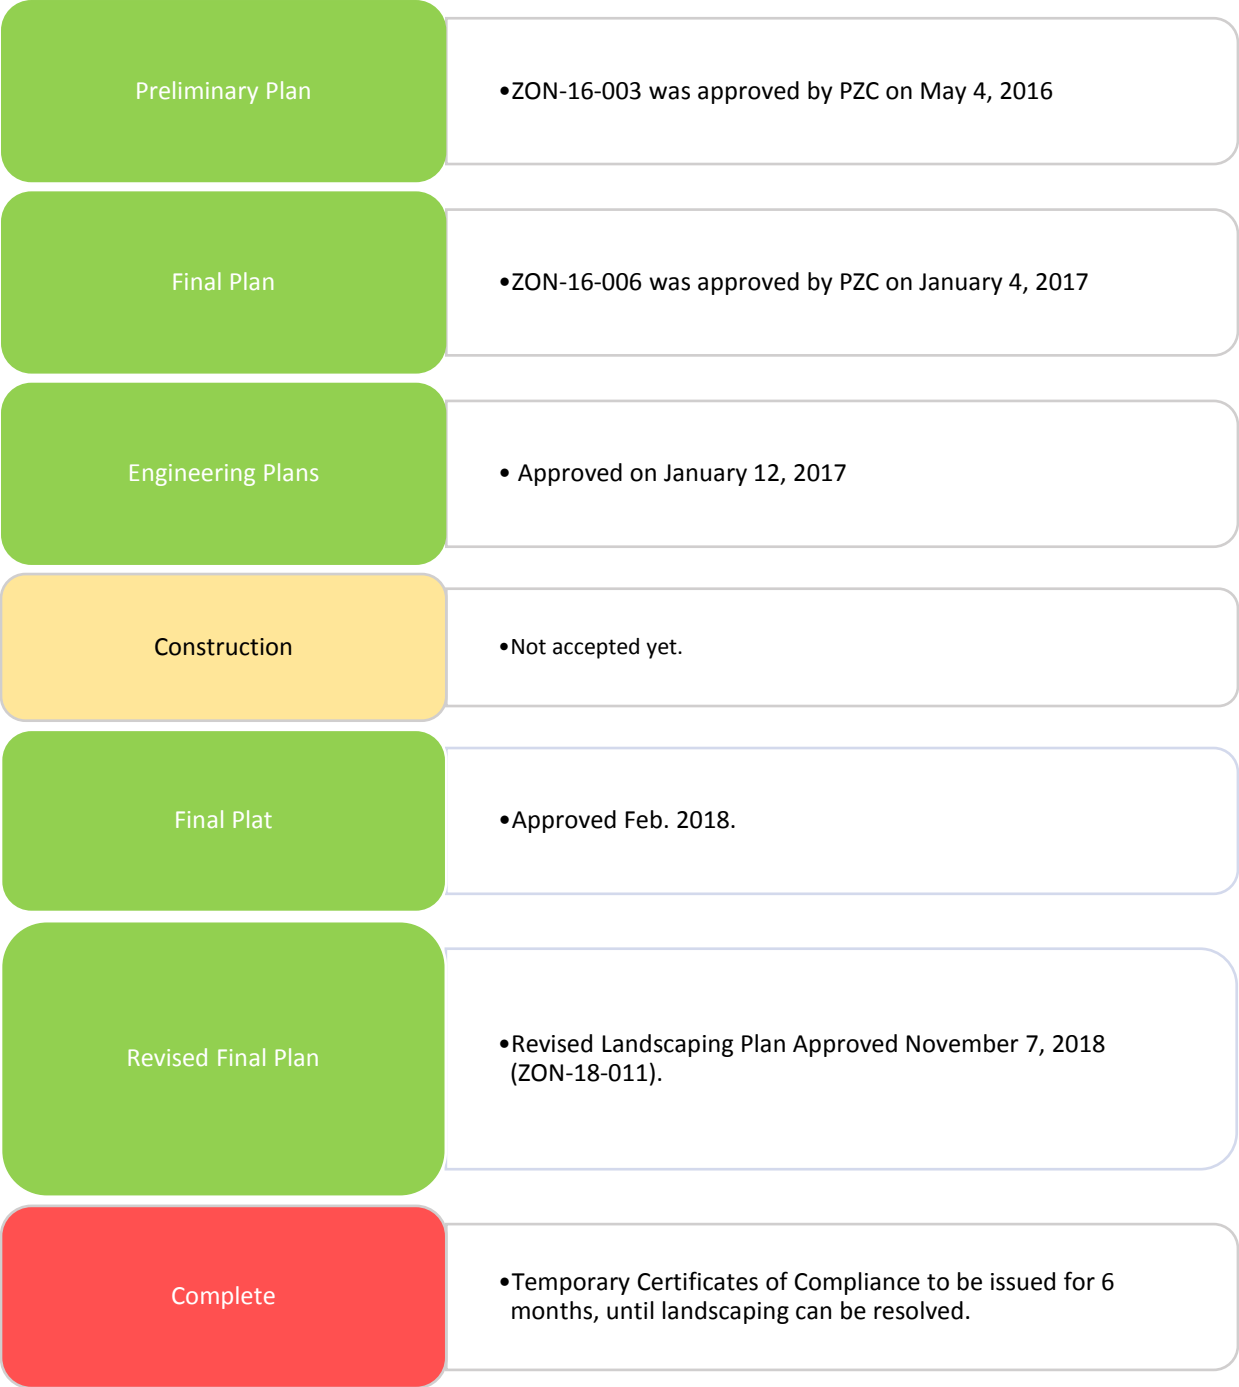 Preliminary Plan
•ZON-16-003 was approved by PZC on May 4, 2016
Final Plan
•ZON-16-006 was approved by PZC on January 4, 2017
Engineering Plans
• Approved on January 12, 2017
Construction
•Not accepted yet.
Final Plat
•Approved Feb. 2018.
Revised Final Plan
•Revised Landscaping Plan Approved November 7, 2018
(ZON-18-011).
Complete
•Temporary Certificates of Compliance to be issued for 6
months, until landscaping can be resolved.